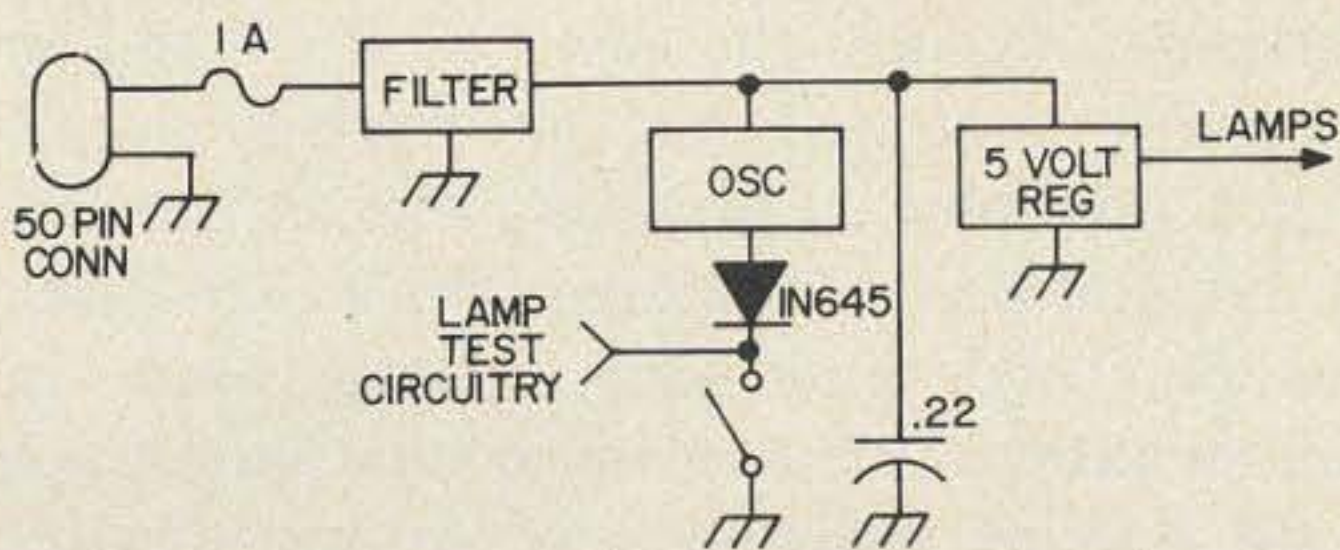 1 A
FILTER
OSC
5 VOLT
REG
LAMPS
50 PIN
CONN
IN645
LAMP
TEST
CIRCUITRY
.22